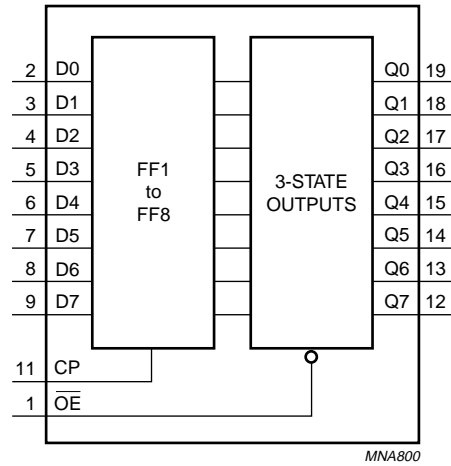 2 D0 Q0 19
3 D1 Q1 18
4 D2 Q2 17
5 D3 Q3 16
6 D4 Q4 15
7 D5 Q5 14
8 D6 Q6 13
9 D7 Q7 12
FF1
to
FF8
3-STATE
OUTPUTS
11 CP
1 O̅E̅
MNA800